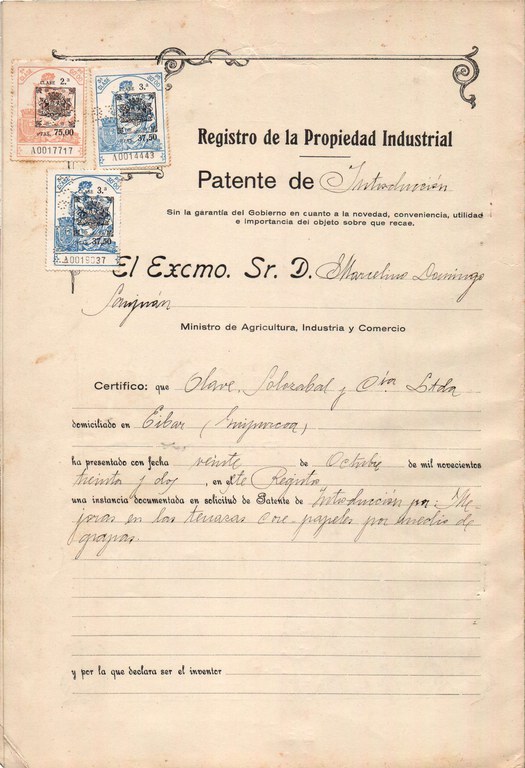 CLASE 2.ª
PTAS. 75,00
A0017717
CLASE 3.ª
37,50
A0014443
CLASE 3.ª
37,50
Registro de la Propiedad Industrial
Patente de Introducción
Sin la garantía del Gobierno en cuanto a la novedad, conveniencia, utilidad
e importancia del objeto sobre que recae.
El Excmo. Sr. D. Marcelino Domingo
Sanjuán
Ministro de Agricultura, Industria y Comercio
Certifico: que Olave, Solozabal y Cía Ltda
domiciliado en Eibar (Guipuzcoa)
ha presentado con fecha veinte de Octubre de mil novecientos
treinta y dos, en este Registro
una instancia documentada en solicitud de Patente de Introducción por: Me-
joras en las tenazas cose papeles por medio de
grapas.
y por la que declara ser el inventor